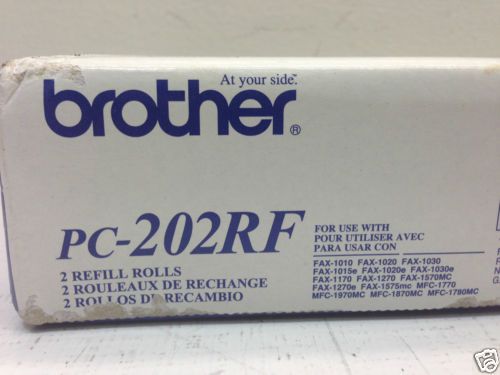 At your side.
brother®
PC-202RF
2 REFILL ROLLS
2 ROULEAUX DE RECHANGE
2 ROLLOS DE RECAMBIO
FOR USE WITH
POUR UTILISER AVEC
PARA USAR CON
FAX-1010 FAX-1020 FAX-1030
FAX-1015e FAX-1020e FAX-1030e
FAX-1170 FAX-1270 FAX-1570MC
FAX-1270e FAX-1575mc MFC-1770
MFC-1970MC MFC-1870MC MFC-1780MC